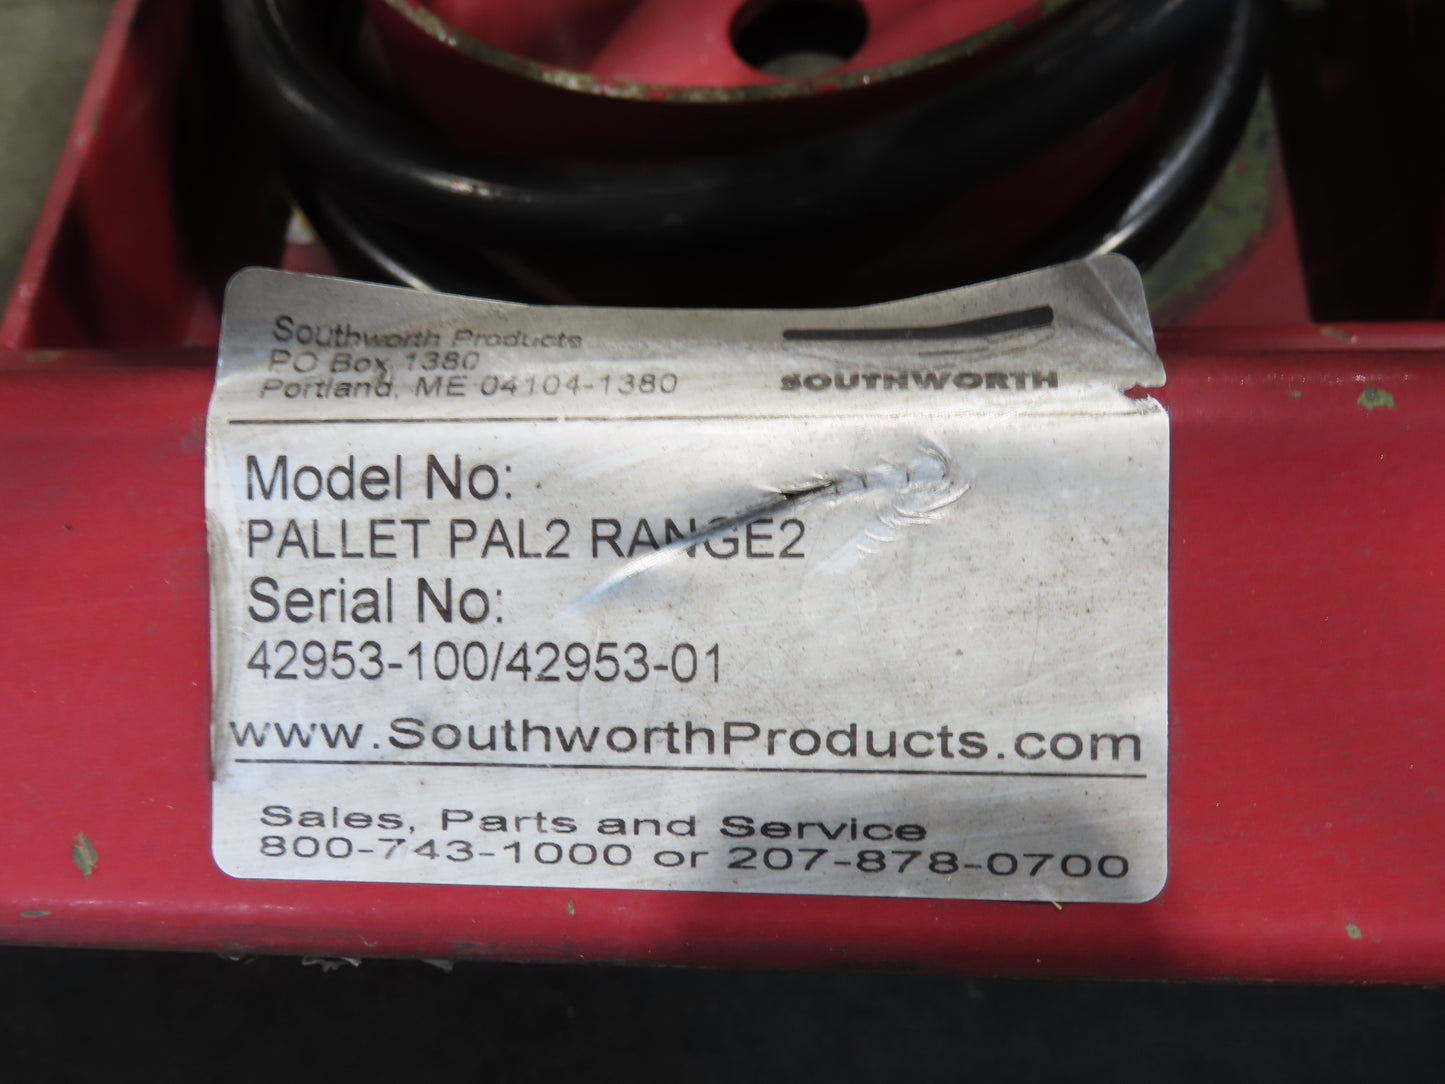 Southworth Products
PO Box 1380
Portland, ME 04104-1380
SOUTHWORTH
Model No:
PALLET PAL2 RANGE2
Serial No:
42953-100/42953-01
www.SouthworthProducts.com
Sales, Parts and Service
800-743-1000 or 207-878-0700